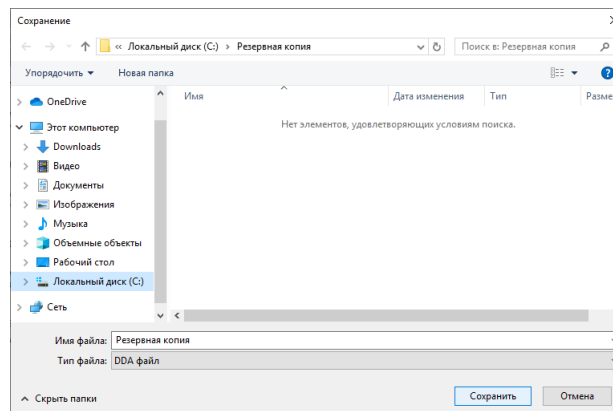 Сохранение
« Локальный диск (C:) › Резервная копия
Поиск в: Резервная копия
Упорядочить
Новая папка
OneDrive
Этот компьютер
Downloads
Видео
Документы
Изображения
Музыка
Объемные объекты
Рабочий стол
Локальный диск (C:)
Сеть
Имя Дата изменения Тип Разме
Нет элементов, удовлетворяющих условиям поиска.
Имя файла: Резервная копия
Тип файла: DDA файл
Скрыть папки
Сохранить Отмена